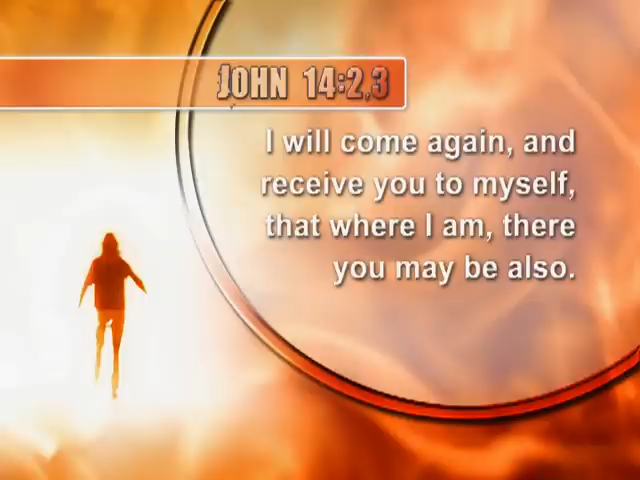 JOHN 14:2,3
I will come again, and
receive you to myself,
that where I am, there
you may be also.